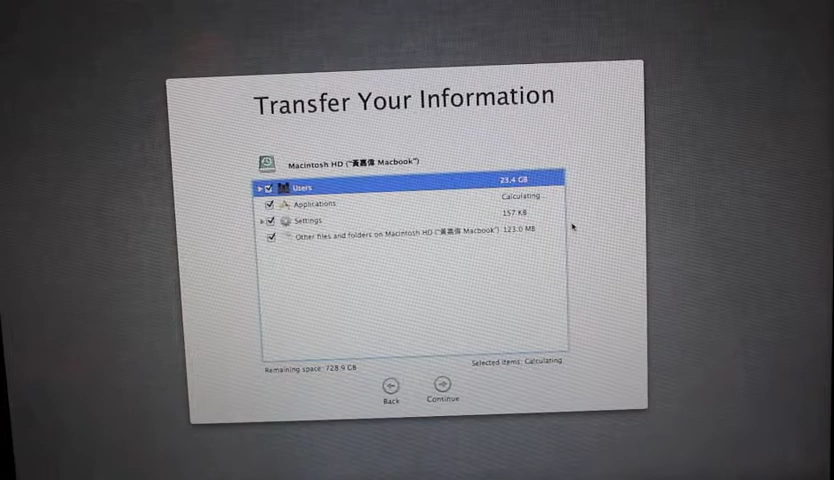 Transfer Your Information
Macintosh HD ("黃嘉偉 Macbook")
Users 23.4 GB
Applications Calculating...
Settings 157 KB
Other files and folders on Macintosh HD ("黃嘉偉 Macbook") 123.0 MB
Remaining space: 728.9 GB Selected items: Calculating
Back Continue